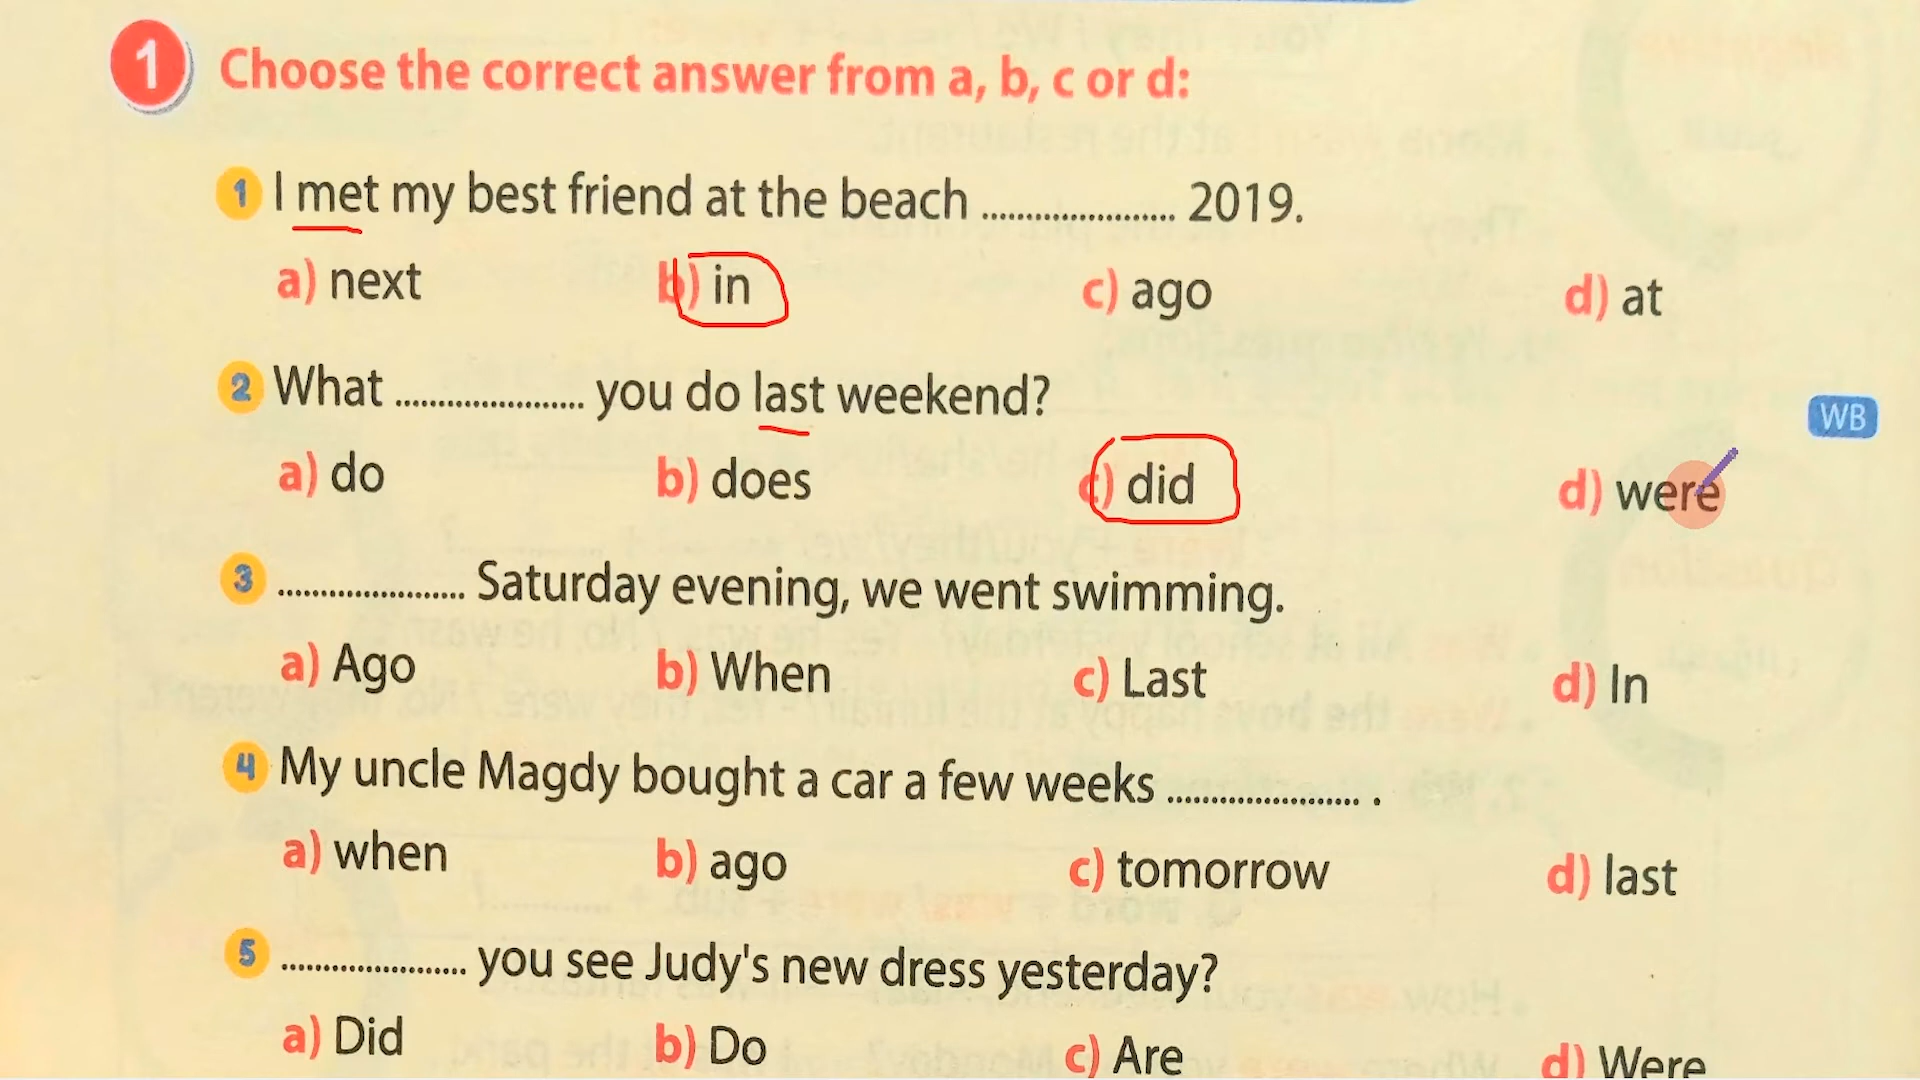 1 Choose the correct answer from a, b, c or d:
1 I met my best friend at the beach ...................... 2019.
a) next b) in c) ago d) at
2 What ...................... you do last weekend? WB
a) do b) does c) did d) were
3 ...................... Saturday evening, we went swimming.
a) Ago b) When c) Last d) In
4 My uncle Magdy bought a car a few weeks ...................... .
a) when b) ago c) tomorrow d) last
5 ...................... you see Judy's new dress yesterday?
a) Did b) Do c) Are d) Were